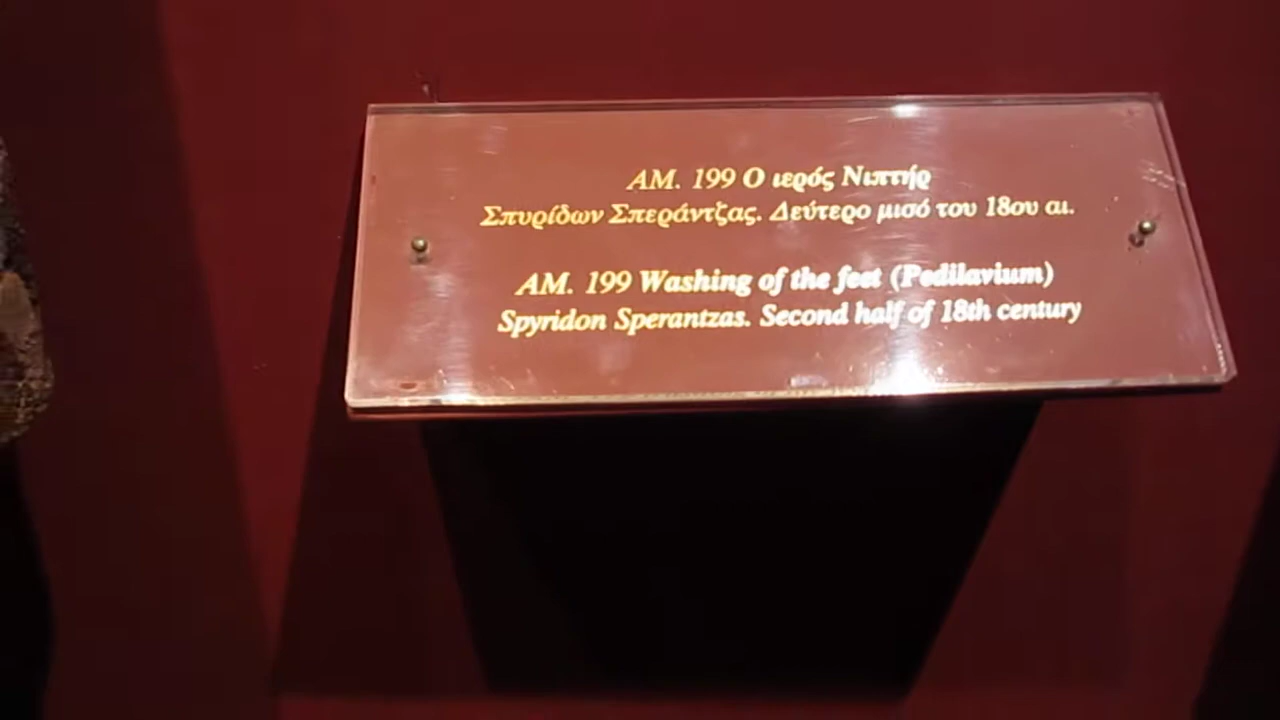 ΑΜ. 199 Ο ιερός Νιπτήρ
Σπυρίδων Σπεράντζας. Δεύτερο μισό του 18ου αι.
AM. 199 Washing of the feet (Pedilavium)
Spyridon Sperantzas. Second half of 18th century